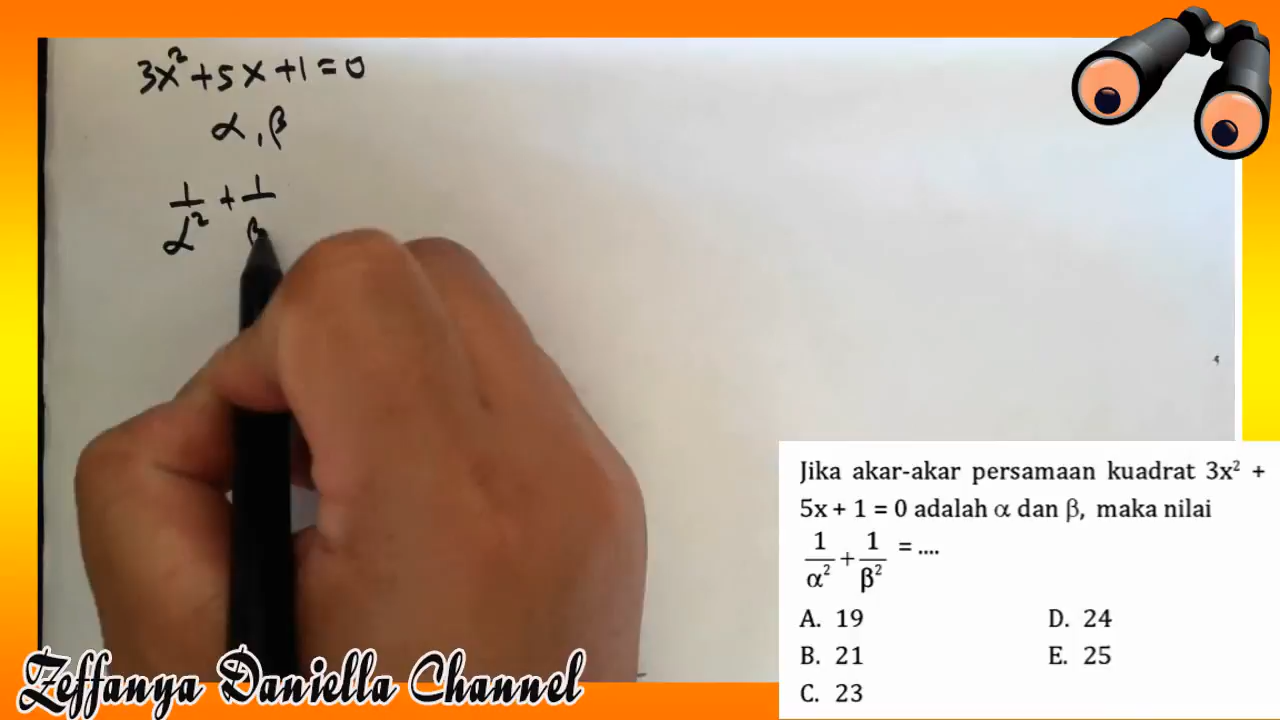 3x² + 5x + 1 = 0
α, β
1/α² + 1/β
Jika akar-akar persamaan kuadrat 3x² +
5x + 1 = 0 adalah α dan β, maka nilai
1/α² + 1/β² = ....
A. 19
D. 24
B. 21
E. 25
C. 23
Zeffanya Daniella Channel